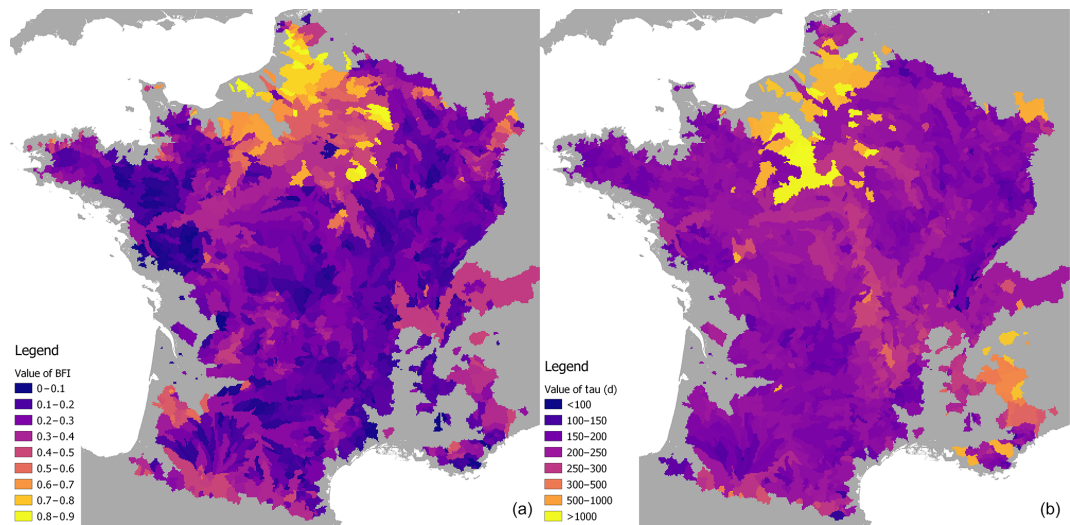 Legend
Value of BFI
0–0.1
0.1–0.2
0.2–0.3
0.3–0.4
0.4–0.5
0.5–0.6
0.6–0.7
0.7–0.8
0.8–0.9
(a)
Legend
Value of tau (d)
<100
100–150
150–200
200–250
250–300
300–500
500–1000
>1000
(b)